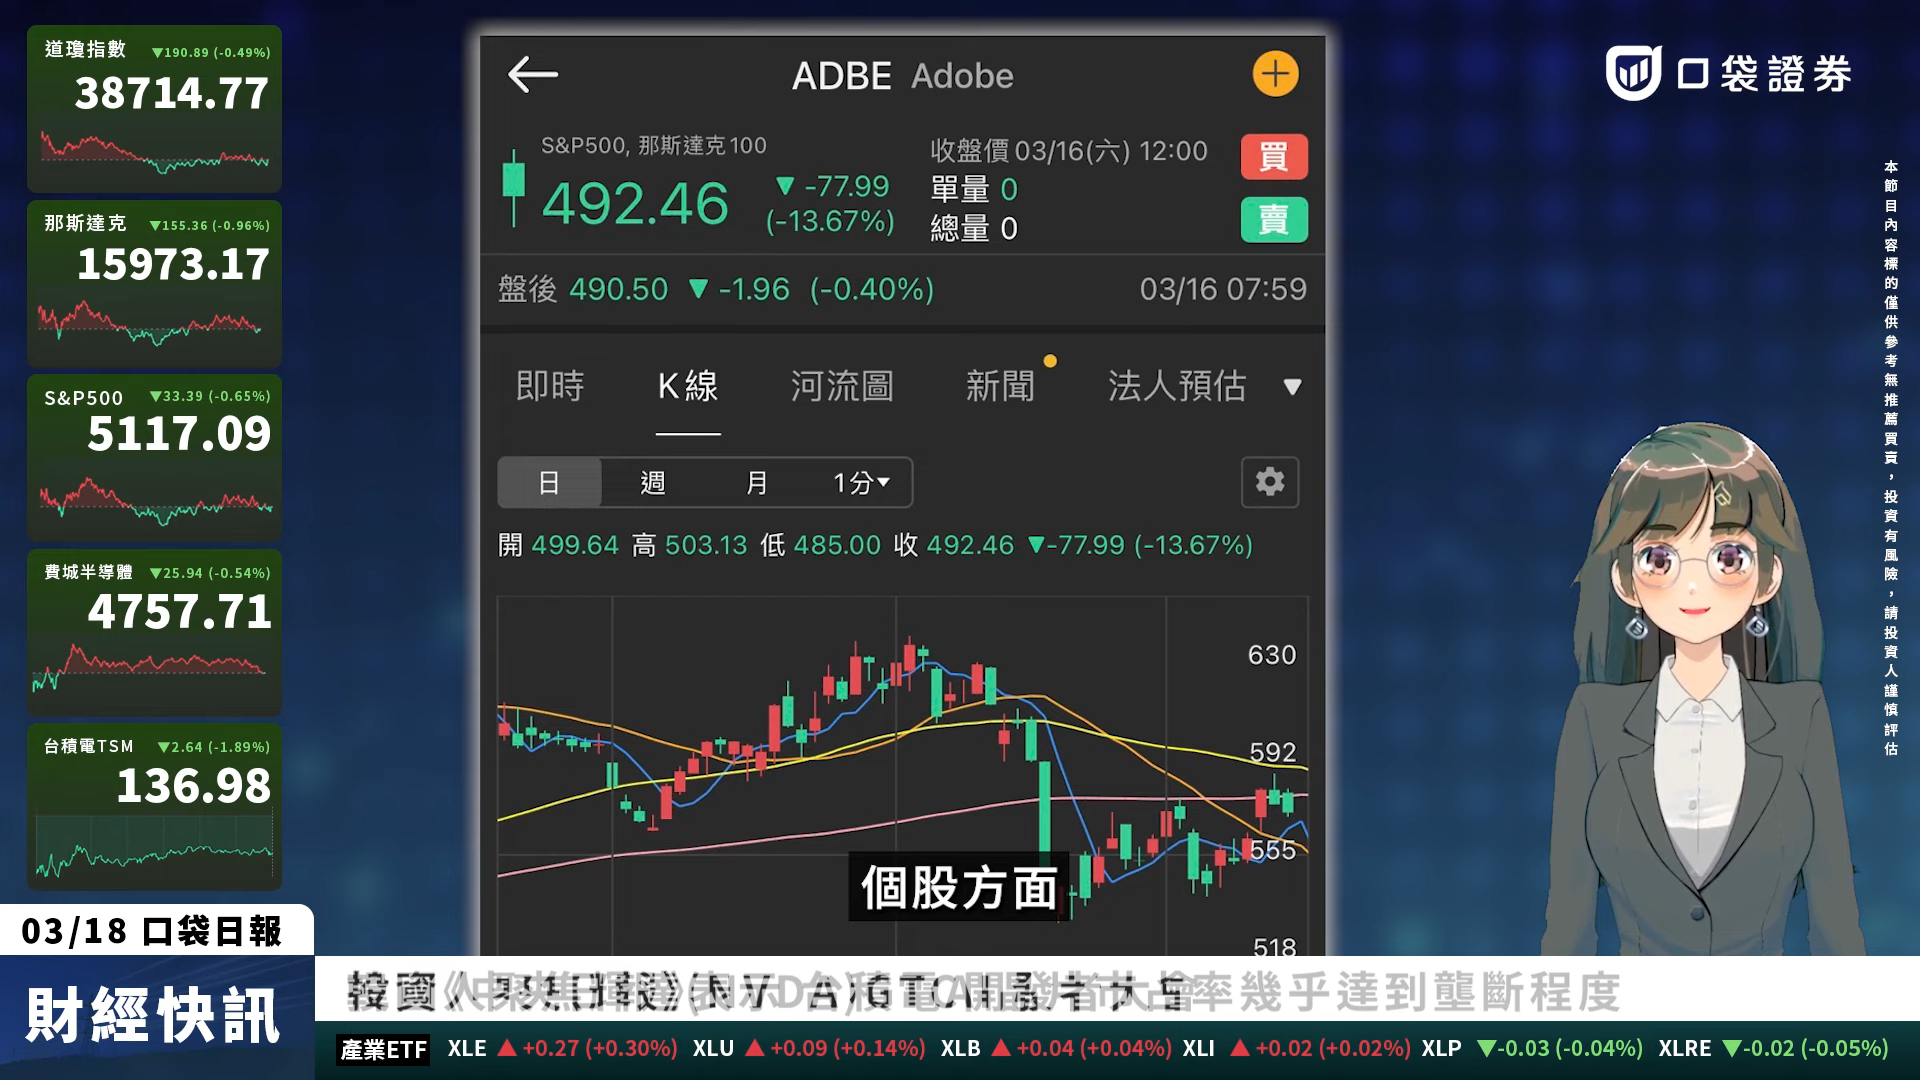 道瓊指數 ▼190.89 (-0.49%)
38714.77
那斯達克 ▼155.36 (-0.96%)
15973.17
S&P500 ▼33.39 (-0.65%)
5117.09
費城半導體 ▼25.94 (-0.54%)
4757.71
台積電TSM ▼2.64 (-1.89%)
136.98
03/18 口袋日報
財經快訊
ADBE Adobe
S&P500, 那斯達克100
492.46
▼ -77.99
(-13.67%)
收盤價 03/16(六) 12:00
單量 0
總量 0
買
賣
盤後 490.50 ▼ -1.96 (-0.40%) 03/16 07:59
即時 K線 河流圖 新聞 法人預估 ▼
日 週 月 1分▼
開 499.64 高 503.13 低 485.00 收 492.46 ▼-77.99 (-13.67%)
630
592
555
518
個股方面
口袋證券
本節目內容標的僅供參考無推薦買賣，投資有風險，請投資人謹慎評估
率幾乎達到壟斷程度
產業ETF XLE ▲+0.27 (+0.30%) XLU ▲+0.09 (+0.14%) XLB ▲+0.04 (+0.04%) XLI ▲+0.02 (+0.02%) XLP ▼-0.03 (-0.04%) XLRE ▼-0.02 (-0.05%)